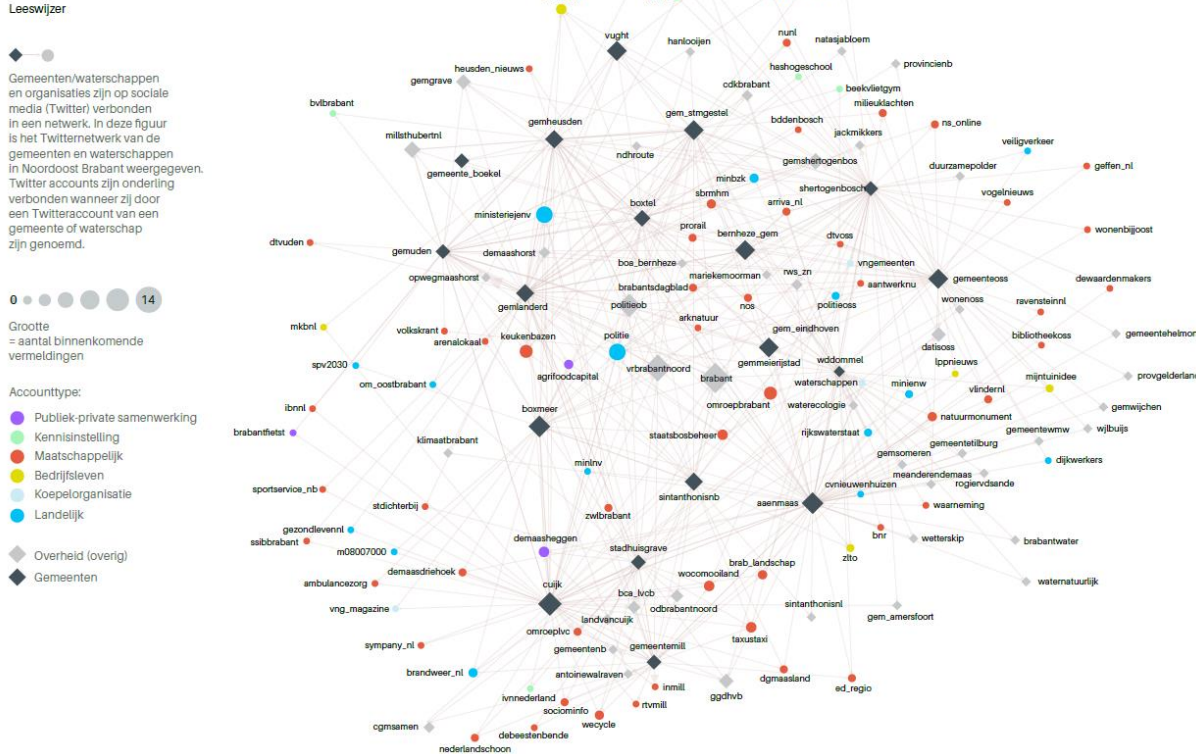 Leeswijzer
Gemeenten/waterschappen
en organisaties zijn op sociale
media (Twitter) verbonden
in een netwerk. In deze figuur
is het Twitternetwerk van de
gemeenten en waterschappen
in Noordoost Brabant weergegeven.
Twitter accounts zijn onderling
verbonden wanneer zij door
een Twitteraccount van een
gemeente of waterschap
zijn genoemd.
0 14
Grootte
= aantal binnenkomende
vermeldingen
Accounttype:
Publiek-private samenwerking
Kennisinstelling
Maatschappelijk
Bedrijfsleven
Koepelorganisatie
Landelijk
Overheid (overig)
Gemeenten
vught
hanlooijen
nunl
natasjabloem
heusden_nieuws
gemgrave
hashogeschool
provincienb
cdkbrabant
beekvlietgym
bvlbrabant
milieuklachten
gemheusden
gem_stmgestel
bddenbosch
jackmikkers
ns_online
millsthubertnl
veiligverkeer
ndhroute
gemshertogenbos
gemeente_boekel
duurzamepolder
geffen_nl
minbzk
shertogenbosch
sbrmhm
boxtel
arriva_nl
vogelnieuws
ministeriejenv
bernheze_gem
prorail
dtvoss
wonenbijjoost
dtvuden
gemuden
demaashorst
boa_bernheze
vngemeenten
mariekemoorman
rws_zn
gemeenteoss
opwegmaashorst
aantwerknu
dewaardenmakers
brabantsdagblad
gemlanderd
politieob
nos
politieoss
wonenoss
ravensteinnl
mkbnl
volkskrant
arenalokaal
keukenbazen
politie
arknatuur
gem_eindhoven
datisoss
bibliotheekoss
gemeentehelmon
spv2030
agrifoodcapital
vrbrabantnoord
brabant
gemmeierijstad
wddommel
lppnieuws
mijntuinidee
provgelderland
om_oostbrabant
waterschappen
minienw
vlindernl
ibnnl
omroepbrabant
waterecologie
natuurmonument
gemwijchen
boxmeer
brabantfietst
staatsbosbeheer
rijkswaterstaat
gemeentewmw
wjlbuijs
klimaatbrabant
gemeentetilburg
gemsomeren
dijkwerkers
minlnv
meanderendemaas
rogiervdsande
cvnieuwenhuizen
sportservice_nb
sintanthonisnb
aaenmaas
stdichterbij
zwlbrabant
waarneming
gezondlevennl
bnr
wetterskip
brabantwater
ssibbrabant
m08007000
demaasheggen
stadhuisgrave
zlto
demaasdriehoek
cuijk
wocomooiland
brab_landschap
waternatuurlijk
ambulancezorg
bca_lvcb
odbrabantnoord
sintanthonisnl
vng_magazine
landvancuijk
gem_amersfoort
omroeplvc
taxustaxi
sympany_nl
gemeentenb
gemeentemill
brandweer_nl
antoinewalraven
dgmaasland
ivnnederland
inmill
ggdhvb
ed_regio
sociominfo
rtvmill
wecycle
cgmsamen
debeestenbende
nederlandschoon